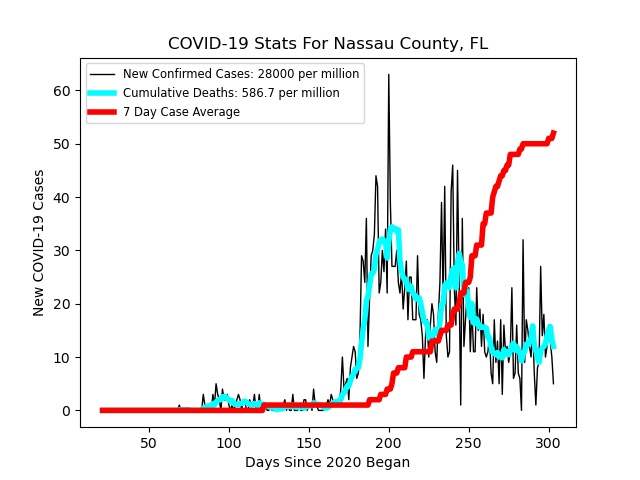 COVID-19 Stats For Nassau County, FL
New Confirmed Cases: 28000 per million
Cumulative Deaths: 586.7 per million
7 Day Case Average
60
50
40
30
20
10
0
New COVID-19 Cases
50 100 150 200 250 300
Days Since 2020 Began